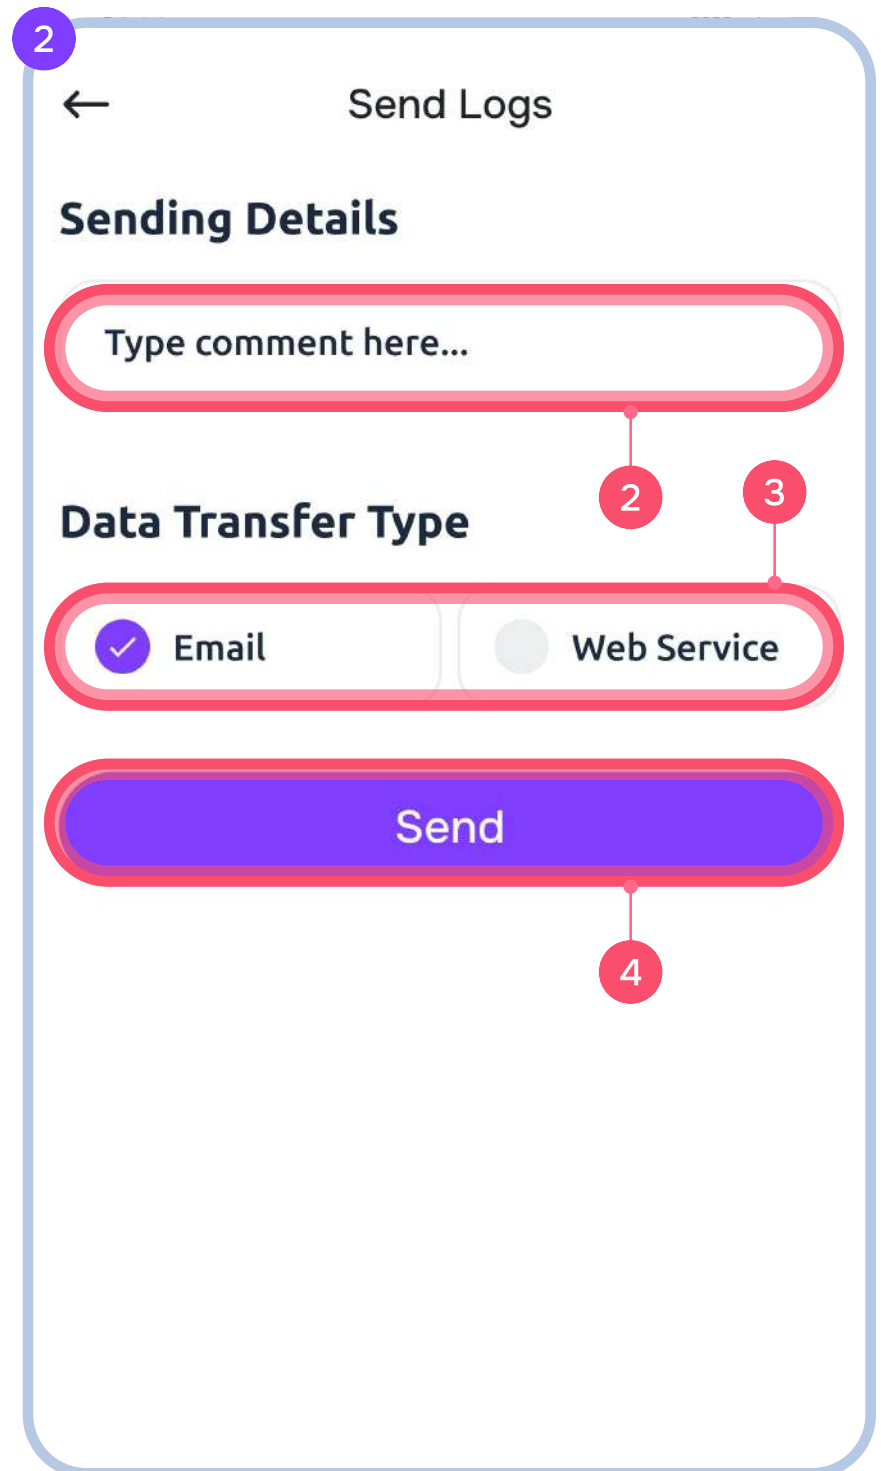 2
Send Logs
Sending Details
Type comment here...
2
3
Data Transfer Type
Email Web Service
Send
4